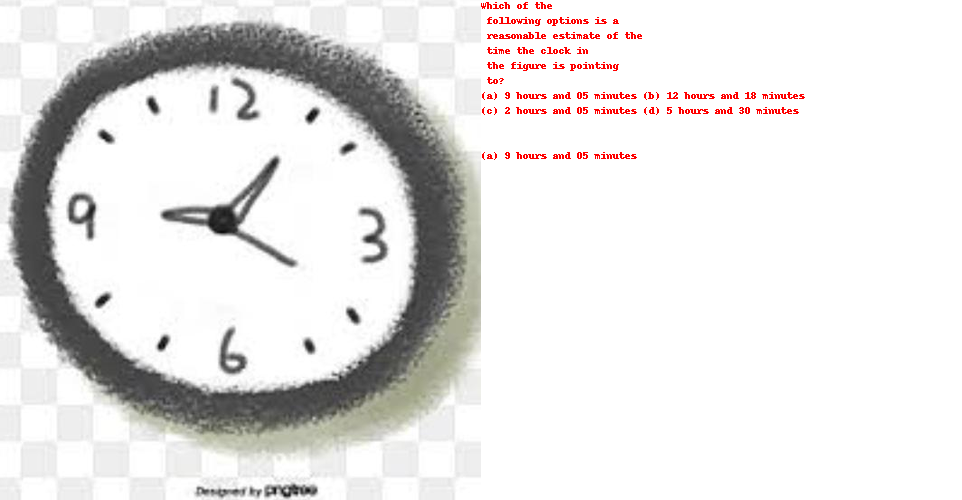 12
3
6
9
Designed by pngtree
Which of the
following options is a
reasonable estimate of the
time the clock in
the figure is pointing
to?
(a) 9 hours and 05 minutes (b) 12 hours and 18 minutes
(c) 2 hours and 05 minutes (d) 5 hours and 30 minutes
(a) 9 hours and 05 minutes